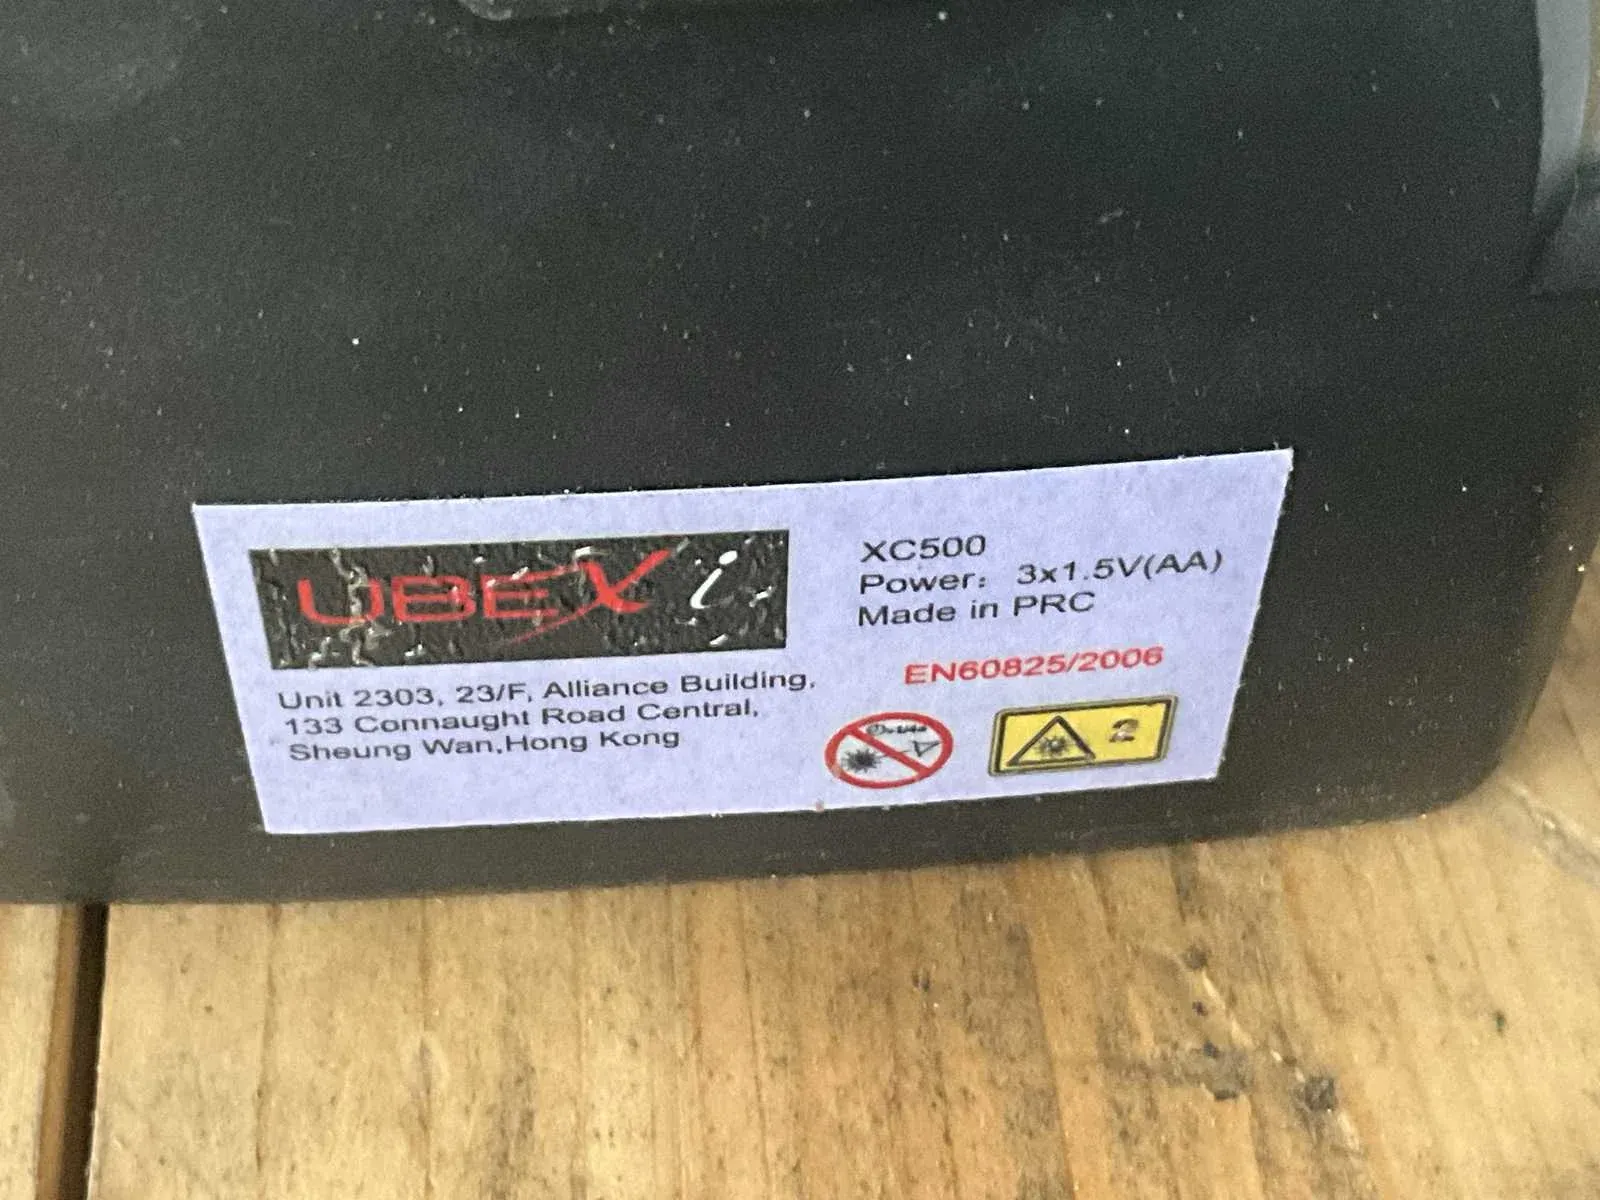 UBEX i
Unit 2303, 23/F, Alliance Building,
133 Connaught Road Central,
Sheung Wan,Hong Kong
XC500
Power: 3x1.5V(AA)
Made in PRC
EN60825/2006
2